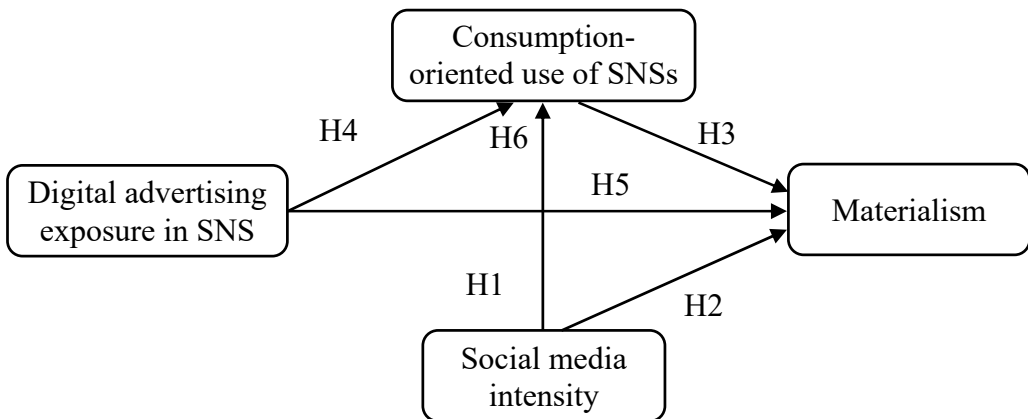 Consumption-
oriented use of SNSs
H4
H6
H3
Digital advertising
exposure in SNS
H5
Materialism
H1
H2
Social media
intensity